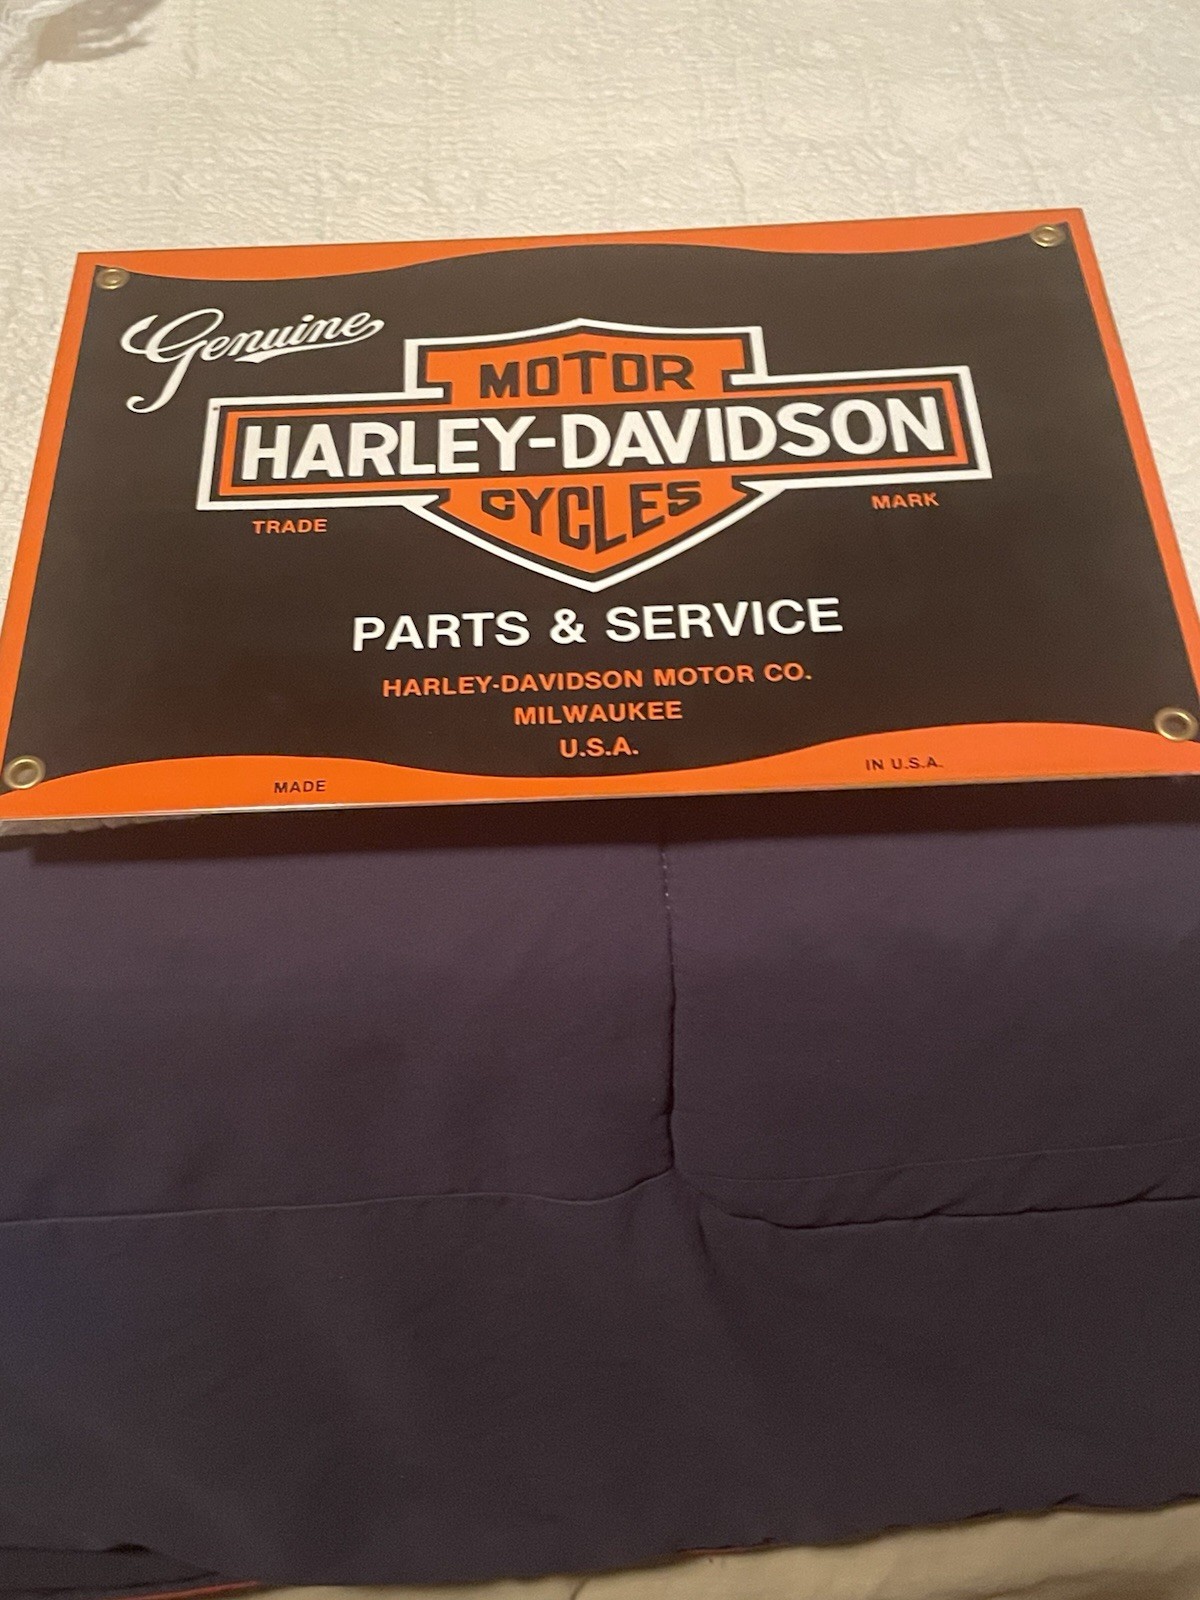 Genuine
MOTOR
HARLEY-DAVIDSON
CYCLES
TRADE MARK
PARTS & SERVICE
HARLEY-DAVIDSON MOTOR CO.
MILWAUKEE
U.S.A.
MADE IN U.S.A.